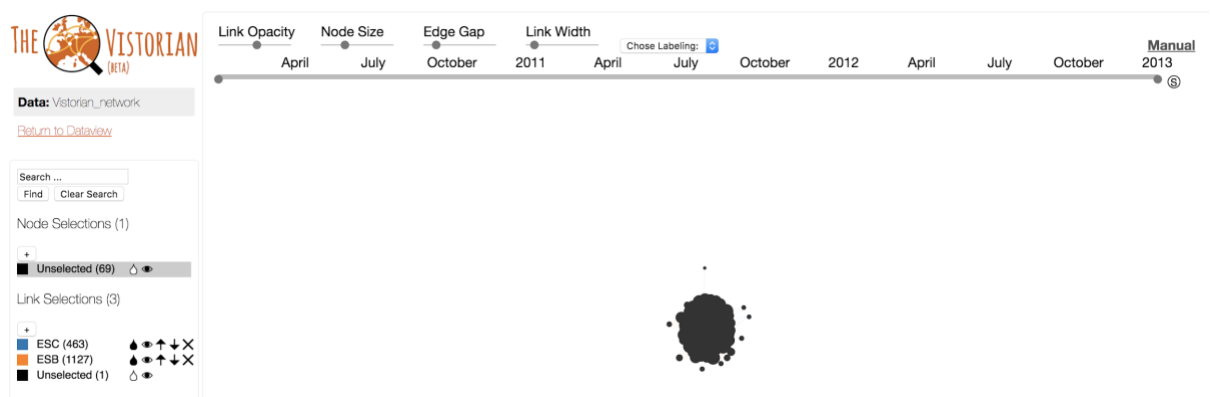 THE VISTORIAN
(BETA)
Data: Vistorian_network
Return to Dataview
Search ...
Find Clear Search
Node Selections (1)
+
Unselected (69)
Link Selections (3)
+
ESC (463)
ESB (1127)
Unselected (1)
Link Opacity Node Size Edge Gap Link Width
Chose Labeling:
Manual
April July October 2011 April July October 2012 April July October 2013
S